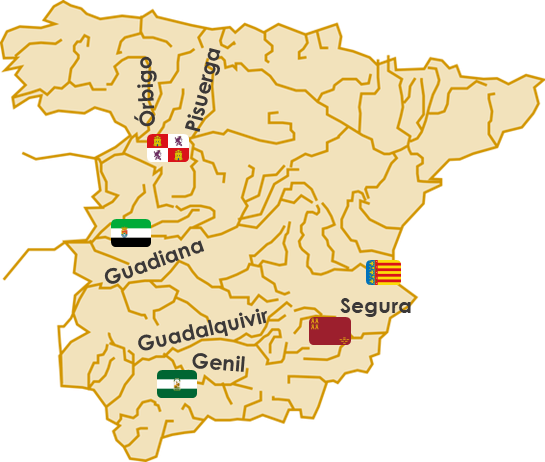 Órbigo
Pisuerga
Guadiana
Segura
Guadalquivir
Genil